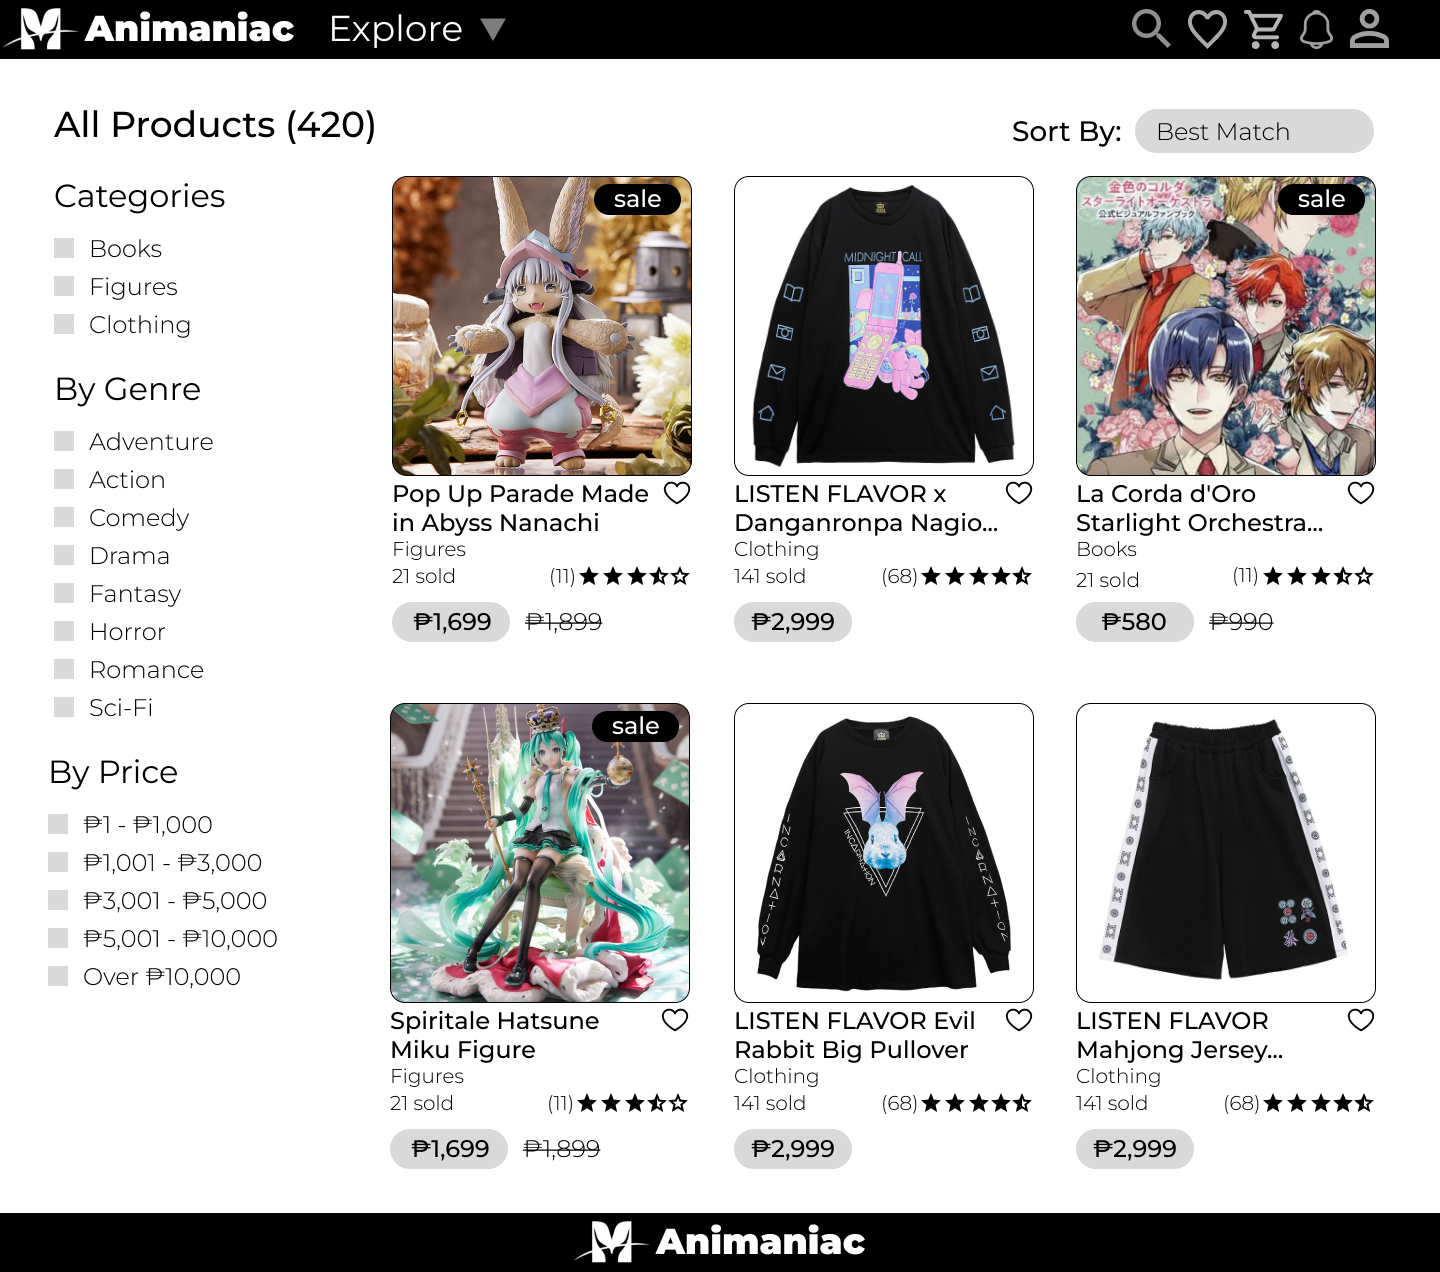 Animaniac
Explore
All Products (420)
Sort By:
Best Match
Categories
Books
Figures
Clothing
By Genre
Adventure
Action
Comedy
Drama
Fantasy
Horror
Romance
Sci-Fi
By Price
₱1 - ₱1,000
₱1,001 - ₱3,000
₱3,001 - ₱5,000
₱5,001 - ₱10,000
Over ₱10,000
sale
Pop Up Parade Made
in Abyss Nanachi
Figures
21 sold
(11)
₱1,699
₱1,899
MIDNIGHT CALL
LISTEN FLAVOR x
Danganronpa Nagio...
Clothing
141 sold
(68)
₱2,999
sale
金色のコルダ
スターライトオーケストラ
公式ビジュアルファンブック
La Corda d'Oro
Starlight Orchestra...
Books
21 sold
(11)
₱580
₱990
sale
Spiritale Hatsune
Miku Figure
Figures
21 sold
(11)
₱1,699
₱1,899
INCARNATION
INCARNATION
INCARNATION
LISTEN FLAVOR Evil
Rabbit Big Pullover
Clothing
141 sold
(68)
₱2,999
LISTEN FLAVOR
Mahjong Jersey...
Clothing
141 sold
(68)
₱2,999
Animaniac